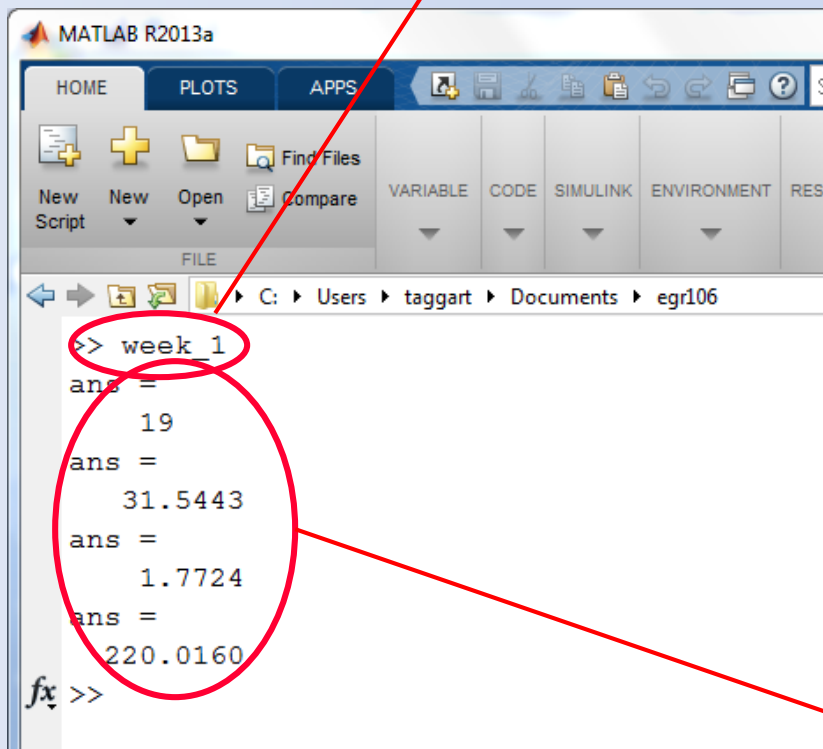 MATLAB R2013a
HOME PLOTS APPS
Find Files
New Script New Open Compare VARIABLE CODE SIMULINK ENVIRONMENT RES
FILE
C: Users taggart Documents egr106
>> week_1
ans =
19
ans =
31.5443
ans =
1.7724
ans =
220.0160
fx >>